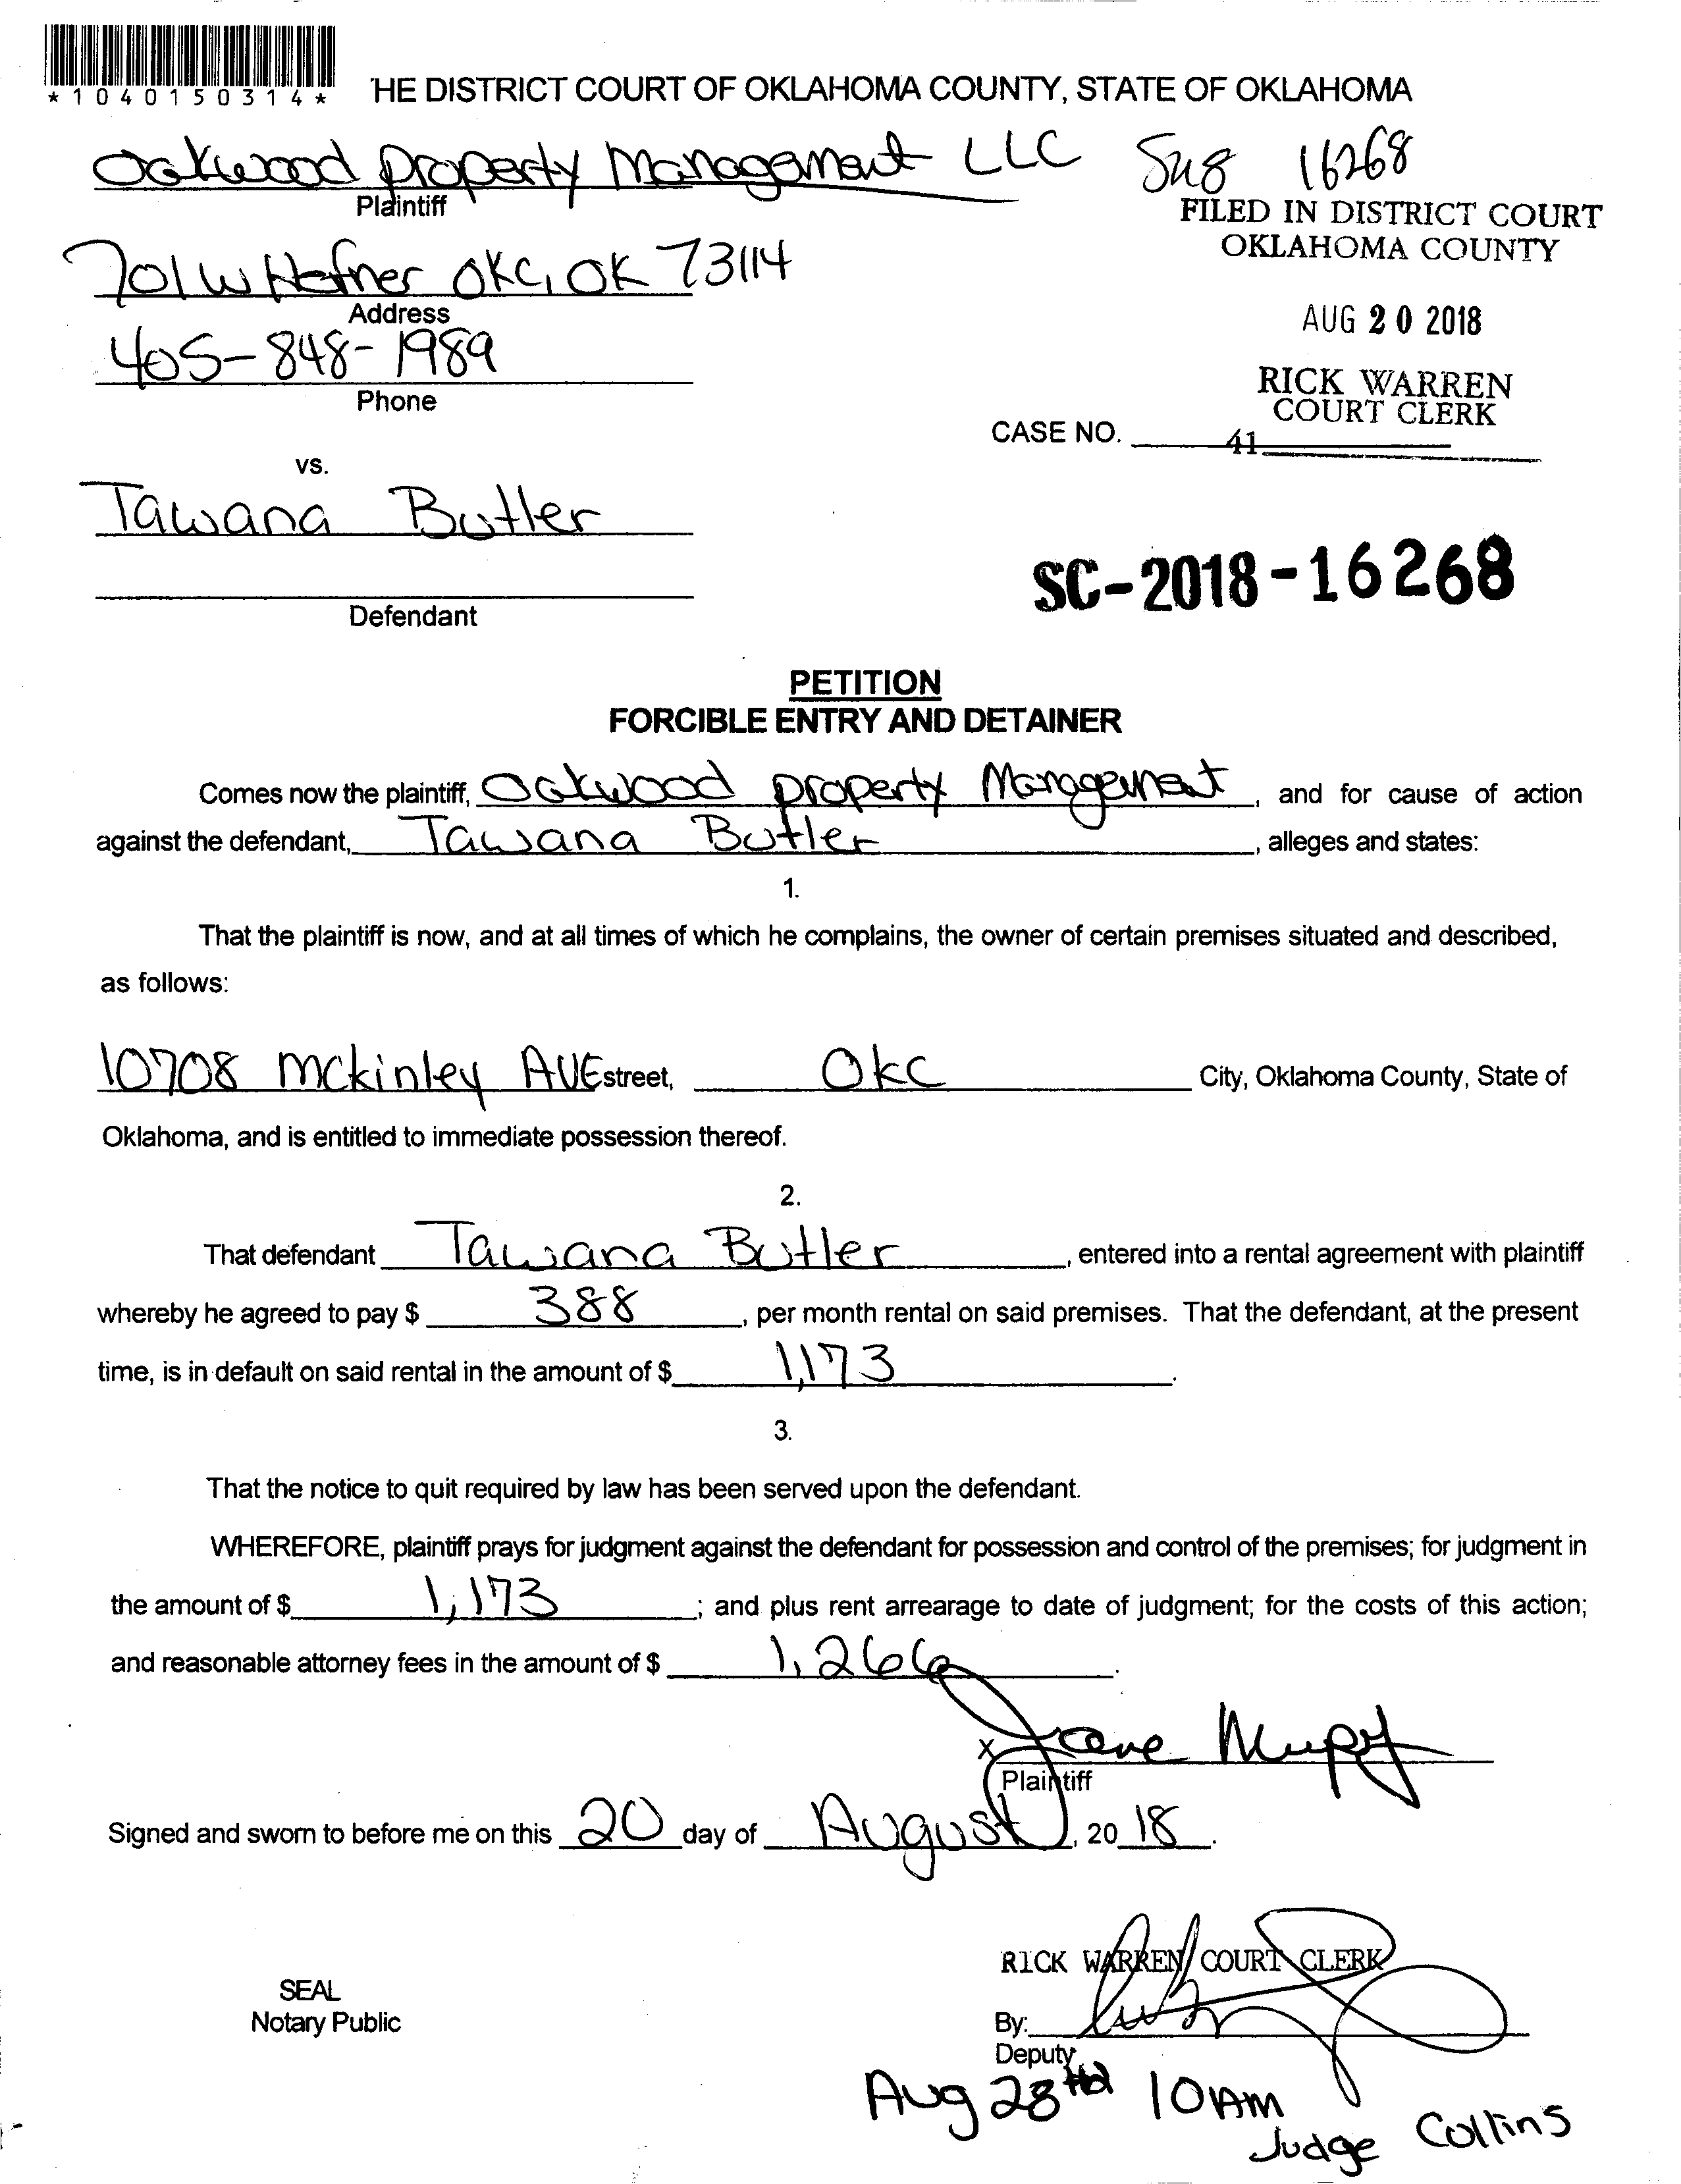 *1040150314*
HE DISTRICT COURT OF OKLAHOMA COUNTY, STATE OF OKLAHOMA
Oakwood Property Management LLC
16268
Plaintiff
FILED IN DISTRICT COURT
OKLAHOMA COUNTY
701 W Hefner OKC, OK 73114
Address
AUG 20 2018
405-848-1989
Phone
RICK WARREN
COURT CLERK
CASE NO.
41
vs.
Tawana Butler
SC-2018-16268
Defendant
PETITION
FORCIBLE ENTRY AND DETAINER
Comes now the plaintiff, Oakwood property Management, and for cause of action
against the defendant, Tawana Butler, alleges and states:
1.
That the plaintiff is now, and at all times of which he complains, the owner of certain premises situated and described,
as follows:
10708 Mckinley AVE street, OKC City, Oklahoma County, State of
Oklahoma, and is entitled to immediate possession thereof.
2.
That defendant Tawana Butler, entered into a rental agreement with plaintiff
whereby he agreed to pay $ 388, per month rental on said premises. That the defendant, at the present
time, is in default on said rental in the amount of $ 1,173.
3.
That the notice to quit required by law has been served upon the defendant.
WHEREFORE, plaintiff prays for judgment against the defendant for possession and control of the premises; for judgment in
the amount of $ 1,173; and plus rent arrearage to date of judgment; for the costs of this action;
and reasonable attorney fees in the amount of $ 1,266.
X
Plaintiff
Signed and sworn to before me on this 20 day of August, 20 18.
RICK WARREN COURT CLERK
SEAL
Notary Public
By:
Deputy
Aug 28th 10AM
Judge Collins